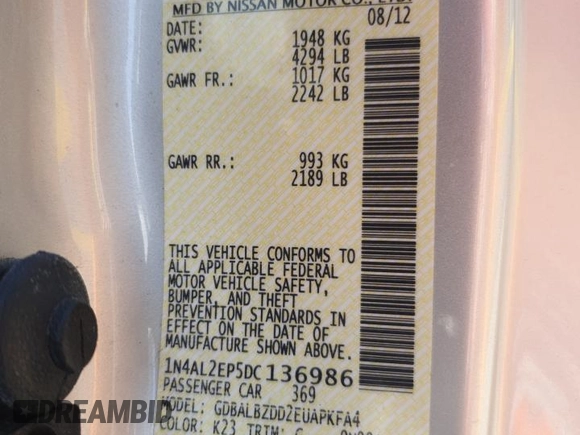 MFD BY NISSAN MOTOR CO., LTD.
DATE: 08/12
GVWR: 1948 KG
4294 LB
GAWR FR.: 1017 KG
2242 LB
GAWR RR.: 993 KG
2189 LB
THIS VEHICLE CONFORMS TO
ALL APPLICABLE FEDERAL
MOTOR VEHICLE SAFETY,
BUMPER, AND THEFT
PREVENTION STANDARDS IN
EFFECT ON THE DATE OF
MANUFACTURE SHOWN ABOVE.
1N4AL2EP5DC136986
PASSENGER CAR 369
MODEL: GDBALBZDD2EUAPKFA4
COLOR: K23 TRIM: G
DREAMBID